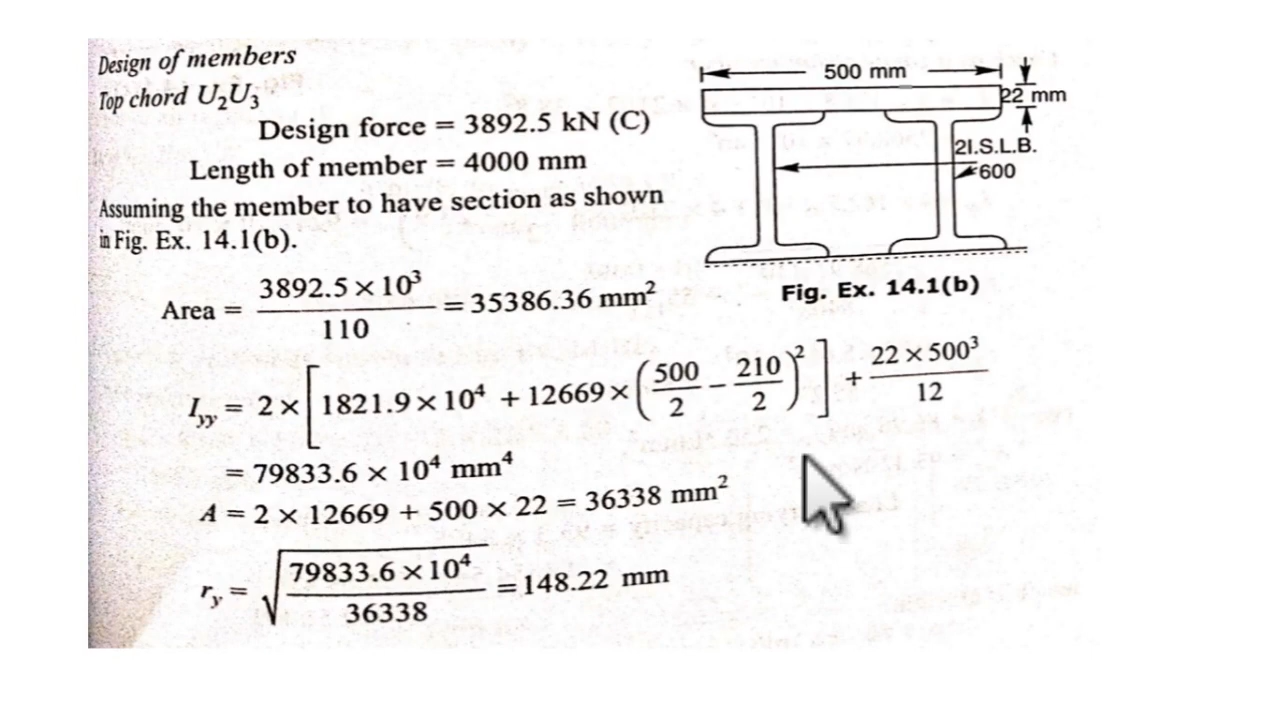 Design of members
Top chord U₂U₃
Design force = 3892.5 kN (C)
Length of member = 4000 mm
Assuming the member to have section as shown
in Fig. Ex. 14.1(b).
500 mm
22 mm
2I.S.L.B.
600
Fig. Ex. 14.1(b)
Area = 3892.5 × 10³ / 110 = 35386.36 mm²
I_yy = 2 × [1821.9 × 10⁴ + 12669 × (500/2 − 210/2)²] + 22 × 500³ / 12
= 79833.6 × 10⁴ mm⁴
A = 2 × 12669 + 500 × 22 = 36338 mm²
r_y = √(79833.6 × 10⁴ / 36338) = 148.22 mm